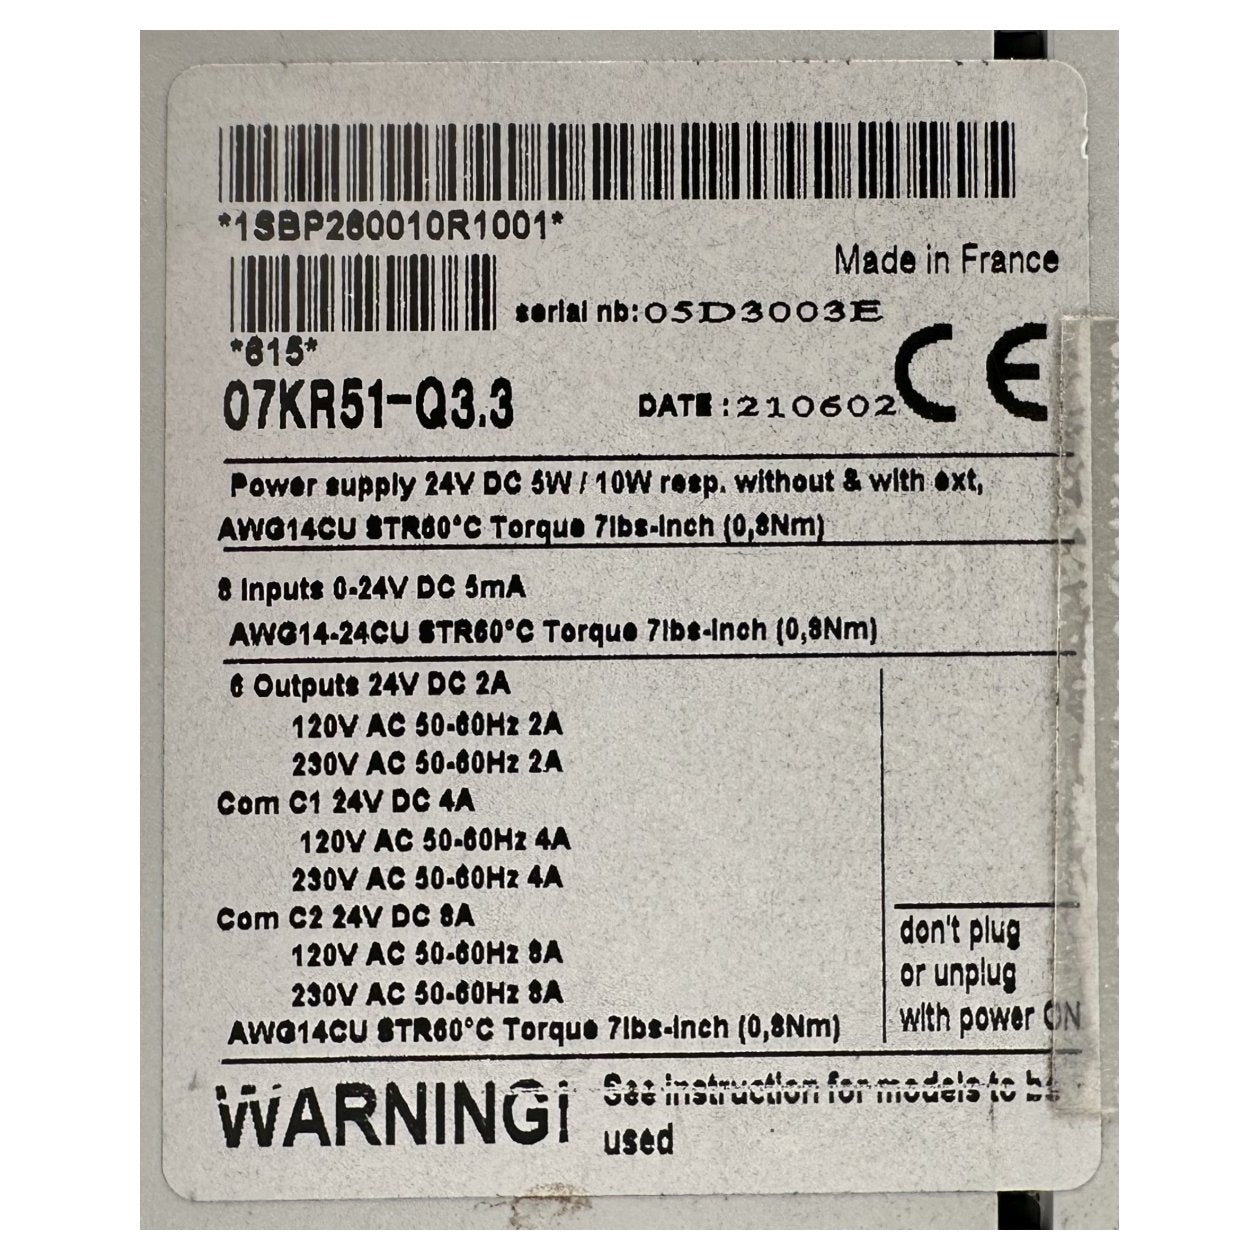 *1SBP260010R1001*
Made in France
serial nb:05D3003E
*615*
07KR51-Q3.3
DATE:210602
CE
Power supply 24V DC 5W / 10W resp. without & with ext,
AWG14CU STR60°C Torque 7lbs-inch (0,8Nm)
8 Inputs 0-24V DC 5mA
AWG14-24CU STR60°C Torque 7lbs-inch (0,8Nm)
6 Outputs 24V DC 2A
120V AC 50-60Hz 2A
230V AC 50-60Hz 2A
Com C1 24V DC 4A
120V AC 50-60Hz 4A
230V AC 50-60Hz 4A
Com C2 24V DC 8A
120V AC 50-60Hz 8A
230V AC 50-60Hz 8A
AWG14CU STR60°C Torque 7lbs-inch (0,8Nm)
don't plug
or unplug
with power ON
WARNING! See instruction for models to be
used